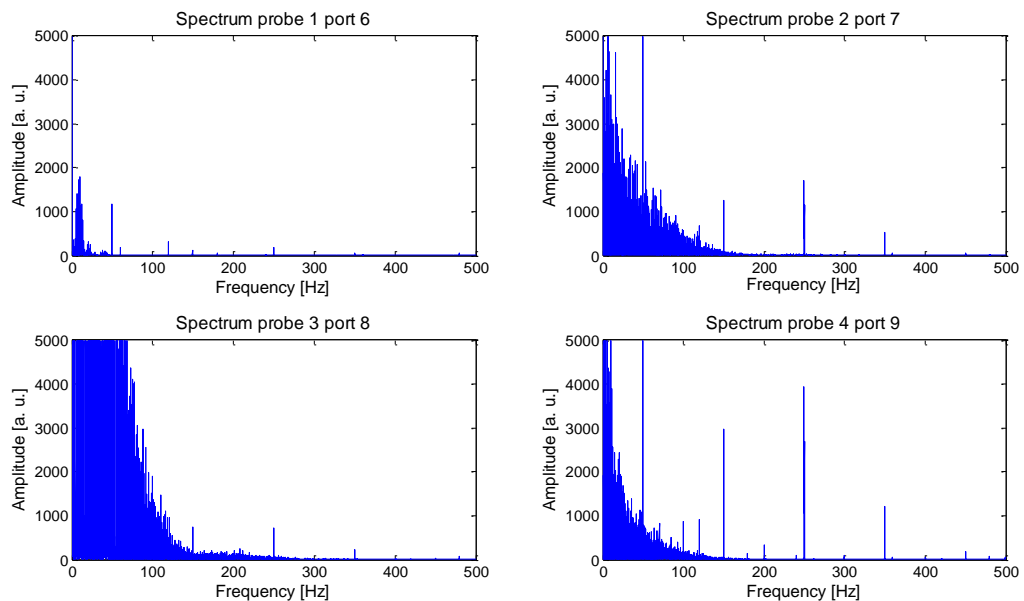 Spectrum probe 1 port 6
5000
4000
3000
2000
1000
0
Amplitude [a. u.]
0 100 200 300 400 500
Frequency [Hz]
Spectrum probe 2 port 7
5000
4000
3000
2000
1000
0
Amplitude [a. u.]
0 100 200 300 400 500
Frequency [Hz]
Spectrum probe 3 port 8
5000
4000
3000
2000
1000
0
Amplitude [a. u.]
0 100 200 300 400 500
Frequency [Hz]
Spectrum probe 4 port 9
5000
4000
3000
2000
1000
0
Amplitude [a. u.]
0 100 200 300 400 500
Frequency [Hz]